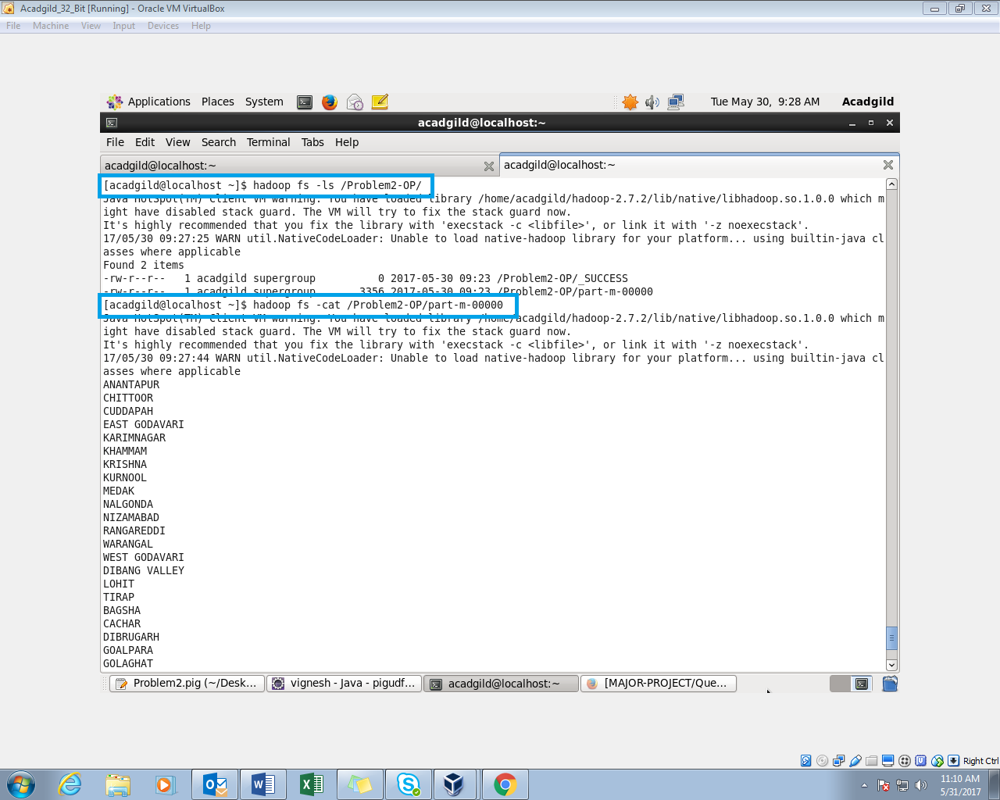 Acadgild_32_Bit [Running] - Oracle VM VirtualBox
File Machine View Input Devices Help
Applications Places System Tue May 30, 9:28 AM Acadgild
acadgild@localhost:~
File Edit View Search Terminal Tabs Help
acadgild@localhost:~ acadgild@localhost:~
[acadgild@localhost ~]$ hadoop fs -ls /Problem2-OP/
Java HotSpot(TM) Client VM warning: You have loaded library /home/acadgild/hadoop-2.7.2/lib/native/libhadoop.so.1.0.0 which m
ight have disabled stack guard. The VM will try to fix the stack guard now.
It's highly recommended that you fix the library with 'execstack -c <libfile>', or link it with '-z noexecstack'.
17/05/30 09:27:25 WARN util.NativeCodeLoader: Unable to load native-hadoop library for your platform... using builtin-java cl
asses where applicable
Found 2 items
-rw-r--r-- 1 acadgild supergroup 0 2017-05-30 09:23 /Problem2-OP/_SUCCESS
-rw-r--r-- 1 acadgild supergroup 3356 2017-05-30 09:23 /Problem2-OP/part-m-00000
[acadgild@localhost ~]$ hadoop fs -cat /Problem2-OP/part-m-00000
Java HotSpot(TM) Client VM warning: You have loaded library /home/acadgild/hadoop-2.7.2/lib/native/libhadoop.so.1.0.0 which m
ight have disabled stack guard. The VM will try to fix the stack guard now.
It's highly recommended that you fix the library with 'execstack -c <libfile>', or link it with '-z noexecstack'.
17/05/30 09:27:44 WARN util.NativeCodeLoader: Unable to load native-hadoop library for your platform... using builtin-java cl
asses where applicable
ANANTAPUR
CHITTOOR
CUDDAPAH
EAST GODAVARI
KARIMNAGAR
KHAMMAM
KRISHNA
KURNOOL
MEDAK
NALGONDA
NIZAMABAD
RANGAREDDI
WARANGAL
WEST GODAVARI
DIBANG VALLEY
LOHIT
TIRAP
BAGSHA
CACHAR
DIBRUGARH
GOALPARA
GOLAGHAT
Problem2.pig (~/Desk... vignesh - Java - pigudf... acadgild@localhost:~ [MAJOR-PROJECT/Que...
Right Ctrl
11:10 AM
5/31/2017